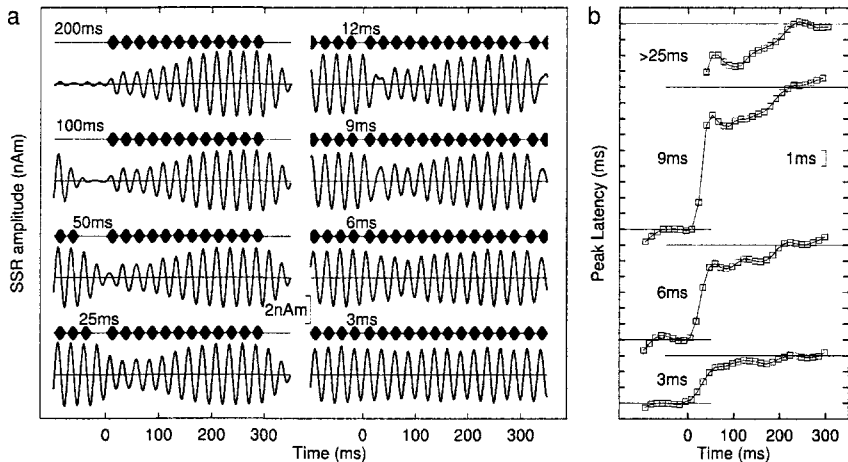 a
b
200ms
12ms
100ms
9ms
50ms
6ms
25ms
3ms
2nAm
SSR amplitude (nAm)
0 100 200 300
0 100 200 300
Time (ms)
>25ms
9ms
1ms
6ms
3ms
Peak Latency (ms)
0 100 200 300
Time (ms)